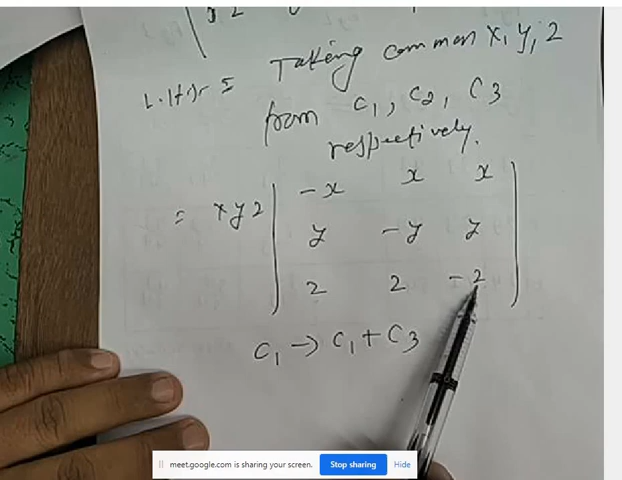 Taking common x, y, z
L.H.S = from C1, C2, C3
respectively.
= xyz | -x x x |
y -y y
z z -z
C1 → C1 + C3
meet.google.com is sharing your screen. Stop sharing Hide